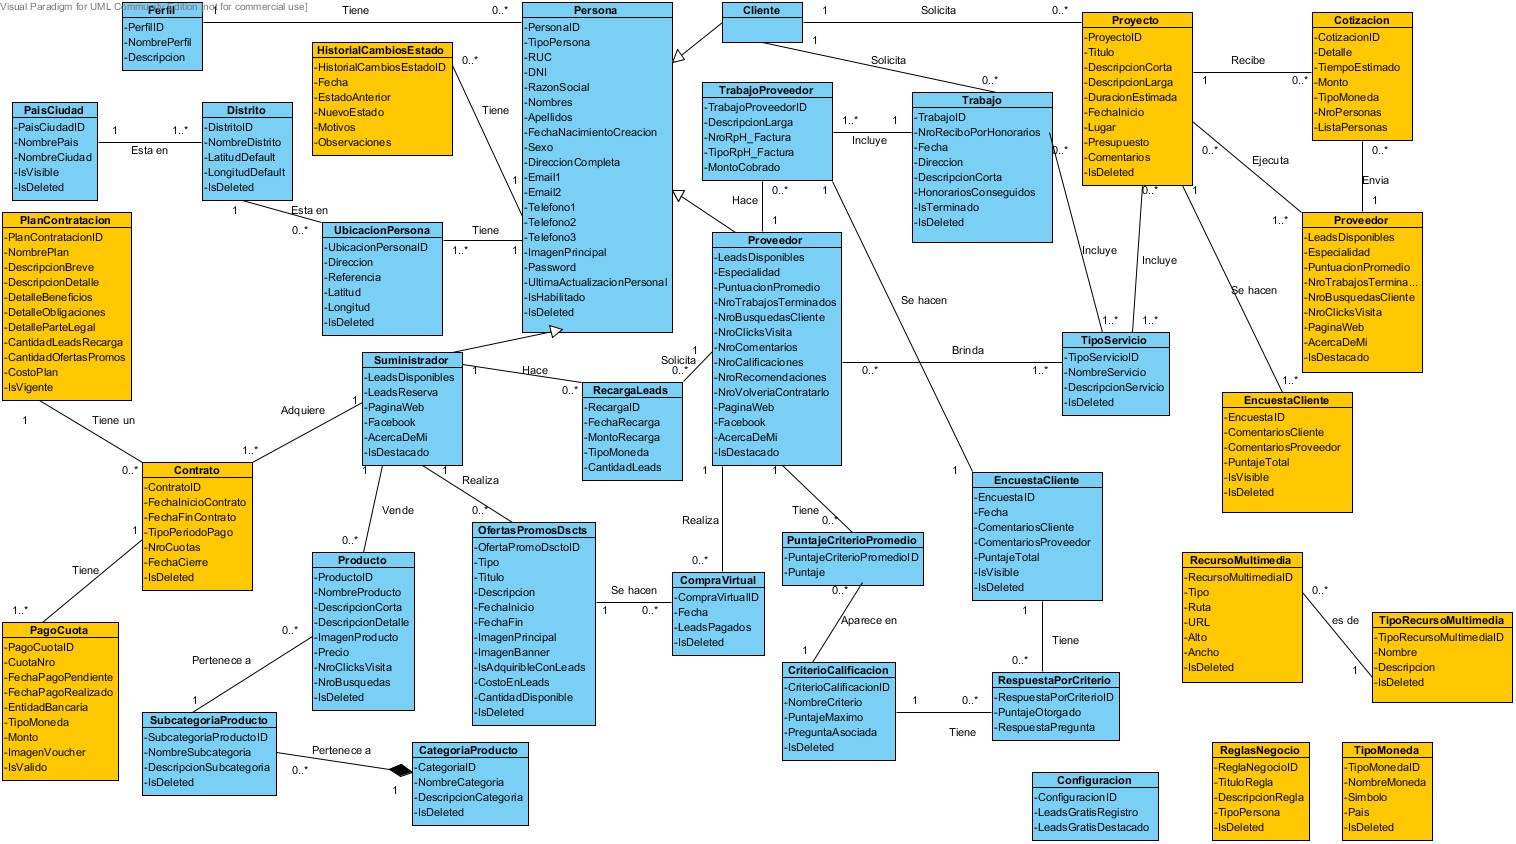 Visual Paradigm for UML Community Edition [not for commercial use]
Perfil
-PerfilID
-NombrePerfil
-Descripcion
1
Tiene
0..*
Persona
-PersonaID
-TipoPersona
-RUC
-DNI
-RazonSocial
-Nombres
-Apellidos
-FechaNacimientoCreacion
-Sexo
-DireccionCompleta
-Email1
-Email2
-Telefono1
-Telefono2
-Telefono3
-ImagenPrincipal
-Password
-UltimaActualizacionPersonal
-IsHabilitado
-IsDeleted
Cliente
1
Solicita
0..*
1
Solicita
0..*
Proyecto
-ProyectoID
-Titulo
-DescripcionCorta
-DescripcionLarga
-DuracionEstimada
-FechaInicio
-Lugar
-Presupuesto
-Comentarios
-IsDeleted
Recibe
1
0..*
Cotizacion
-CotizacionID
-Detalle
-TiempoEstimado
-Monto
-TipoMoneda
-NroPersonas
-ListaPersonas
0..*
Envia
1
0..*
Ejecuta
1..*
HistorialCambiosEstado
-HistorialCambiosEstadoID
-Fecha
-EstadoAnterior
-NuevoEstado
-Motivos
-Observaciones
0..*
Tiene
1
PaisCiudad
-PaisCiudadID
-NombrePais
-NombreCiudad
-IsVisible
-IsDeleted
1
1..*
Esta en
Distrito
-DistritoID
-NombreDistrito
-LatitudDefault
-LongitudDefault
-IsDeleted
1
Esta en
0..*
UbicacionPersona
-UbicacionPersonaID
-Direccion
-Referencia
-Latitud
-Longitud
-IsDeleted
Tiene
1..*
1
TrabajoProveedor
-TrabajoProveedorID
-DescripcionLarga
-NroRpH_Factura
-TipoRpH_Factura
-MontoCobrado
1..*
1
Incluye
Trabajo
-TrabajoID
-NroReciboPorHonorarios
-Fecha
-Direccion
-DescripcionCorta
-HonorariosConseguidos
-IsTerminado
-IsDeleted
0..*
Incluye
1..*
0..*
Incluye
1..*
Se hacen
1
1..*
0..*
Hace
1
1
Se hacen
1
PlanContratacion
-PlanContratacionID
-NombrePlan
-DescripcionBreve
-DescripcionDetalle
-DetalleBeneficios
-DetalleObligaciones
-DetalleParteLegal
-CantidadLeadsRecarga
-CantidadOfertasPromos
-CostoPlan
-IsVigente
1
Tiene un
0..*
Proveedor
-LeadsDisponibles
-Especialidad
-PuntuacionPromedio
-NroTrabajosTerminados
-NroBusquedasCliente
-NroClicksVisita
-NroComentarios
-NroCalificaciones
-NroRecomendaciones
-NroVolveriaContratarlo
-PaginaWeb
-Facebook
-AcercaDeMi
-IsDestacado
Brinda
0..*
1..*
TipoServicio
-TipoServicioID
-NombreServicio
-DescripcionServicio
-IsDeleted
Proveedor
-LeadsDisponibles
-Especialidad
-PuntuacionPromedio
-NroTrabajosTermina...
-NroBusquedasCliente
-NroClicksVisita
-PaginaWeb
-AcercaDeMi
-IsDestacado
EncuestaCliente
-EncuestaID
-ComentariosCliente
-ComentariosProveedor
-PuntajeTotal
-IsVisible
-IsDeleted
Suministrador
-LeadsDisponibles
-LeadsReserva
-PaginaWeb
-Facebook
-AcercaDeMi
-IsDestacado
1
Hace
0..*
1
Solicita
0..*
RecargaLeads
-RecargaID
-FechaRecarga
-MontoRecarga
-TipoMoneda
-CantidadLeads
1
Adquiere
1..*
Contrato
-ContratoID
-FechaInicioContrato
-FechaFinContrato
-TipoPeriodoPago
-NroCuotas
-FechaCierre
-IsDeleted
1
Tiene
1..*
PagoCuota
-PagoCuotaID
-CuotaNro
-FechaPagoPendiente
-FechaPagoRealizado
-EntidadBancaria
-TipoMoneda
-Monto
-ImagenVoucher
-IsValido
1
Vende
0..*
1
Realiza
0..*
Producto
-ProductoID
-NombreProducto
-DescripcionCorta
-DescripcionDetalle
-ImagenProducto
-Precio
-NroClicksVisita
-NroBusquedas
-IsDeleted
0..*
Pertenece a
1
SubcategoriaProducto
-SubcategoriaProductoID
-NombreSubcategoria
-DescripcionSubcategoria
-IsDeleted
Pertenece a
0..*
1
CategoriaProducto
-CategoriaID
-NombreCategoria
-DescripcionCategoria
-IsDeleted
OfertasPromosDscts
-OfertaPromoDsctoID
-Tipo
-Titulo
-Descripcion
-FechaInicio
-FechaFin
-ImagenPrincipal
-ImagenBanner
-IsAdquiribleConLeads
-CostoEnLeads
-CantidadDisponible
-IsDeleted
Se hacen
1
0..*
1
Realiza
0..*
CompraVirtual
-CompraVirtualID
-Fecha
-LeadsPagados
-IsDeleted
1
Tiene
0..*
PuntajeCriterioPromedio
-PuntajeCriterioPromedioID
-Puntaje
0..*
Aparece en
1
CriterioCalificacion
-CriterioCalificacionID
-NombreCriterio
-PuntajeMaximo
-PreguntaAsociada
-IsDeleted
1
0..*
Tiene
EncuestaCliente
-EncuestaID
-Fecha
-ComentariosCliente
-ComentariosProveedor
-PuntajeTotal
-IsVisible
-IsDeleted
1
Tiene
0..*
RespuestaPorCriterio
-RespuestaPorCriterioID
-PuntajeOtorgado
-RespuestaPregunta
RecursoMultimedia
-RecursoMultimediaID
-Tipo
-Ruta
-URL
-Alto
-Ancho
-IsDeleted
0..*
es de
1
TipoRecursoMultimedia
-TipoRecursoMultimediaID
-Nombre
-Descripcion
-IsDeleted
Configuracion
-ConfiguracionID
-LeadsGratisRegistro
-LeadsGratisDestacado
ReglasNegocio
-ReglaNegocioID
-TituloRegla
-DescripcionRegla
-TipoPersona
-IsDeleted
TipoMoneda
-TipoMonedaID
-NombreMoneda
-Simbolo
-Pais
-IsDeleted